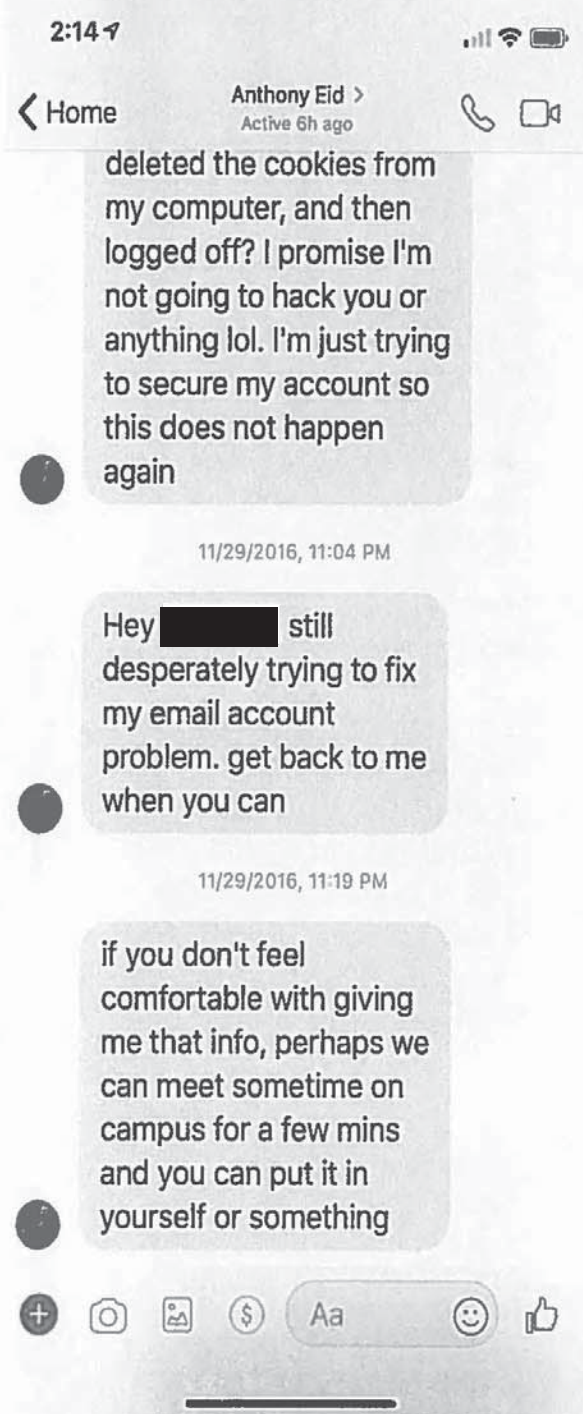 2:14
Home
Anthony Eid >
Active 6h ago
deleted the cookies from
my computer, and then
logged off? I promise I'm
not going to hack you or
anything lol. I'm just trying
to secure my account so
this does not happen
again
11/29/2016, 11:04 PM
Hey still
desperately trying to fix
my email account
problem. get back to me
when you can
11/29/2016, 11:19 PM
if you don't feel
comfortable with giving
me that info, perhaps we
can meet sometime on
campus for a few mins
and you can put it in
yourself or something
$
Aa